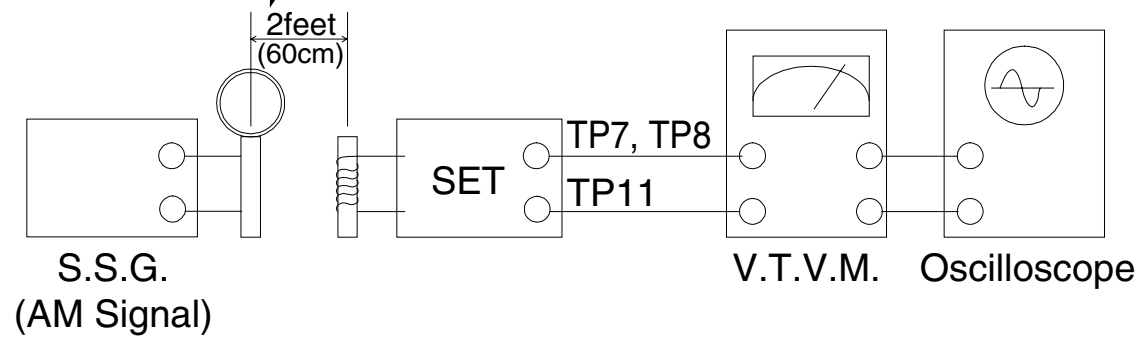 2feet
(60cm)
TP7, TP8
SET
TP11
S.S.G.
(AM Signal)
V.T.V.M.
Oscilloscope